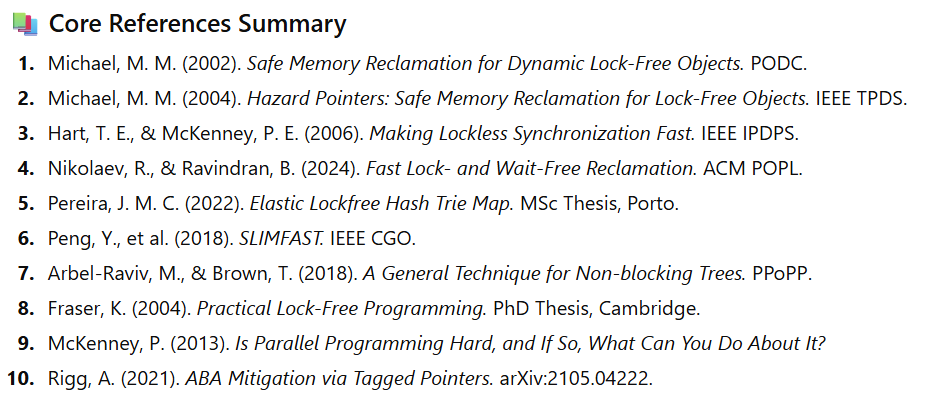 Core References Summary
1. Michael, M. M. (2002). Safe Memory Reclamation for Dynamic Lock-Free Objects. PODC.
2. Michael, M. M. (2004). Hazard Pointers: Safe Memory Reclamation for Lock-Free Objects. IEEE TPDS.
3. Hart, T. E., & McKenney, P. E. (2006). Making Lockless Synchronization Fast. IEEE IPDPS.
4. Nikolaev, R., & Ravindran, B. (2024). Fast Lock- and Wait-Free Reclamation. ACM POPL.
5. Pereira, J. M. C. (2022). Elastic Lockfree Hash Trie Map. MSc Thesis, Porto.
6. Peng, Y., et al. (2018). SLIMFAST. IEEE CGO.
7. Arbel-Raviv, M., & Brown, T. (2018). A General Technique for Non-blocking Trees. PPoPP.
8. Fraser, K. (2004). Practical Lock-Free Programming. PhD Thesis, Cambridge.
9. McKenney, P. (2013). Is Parallel Programming Hard, and If So, What Can You Do About It?
10. Rigg, A. (2021). ABA Mitigation via Tagged Pointers. arXiv:2105.04222.